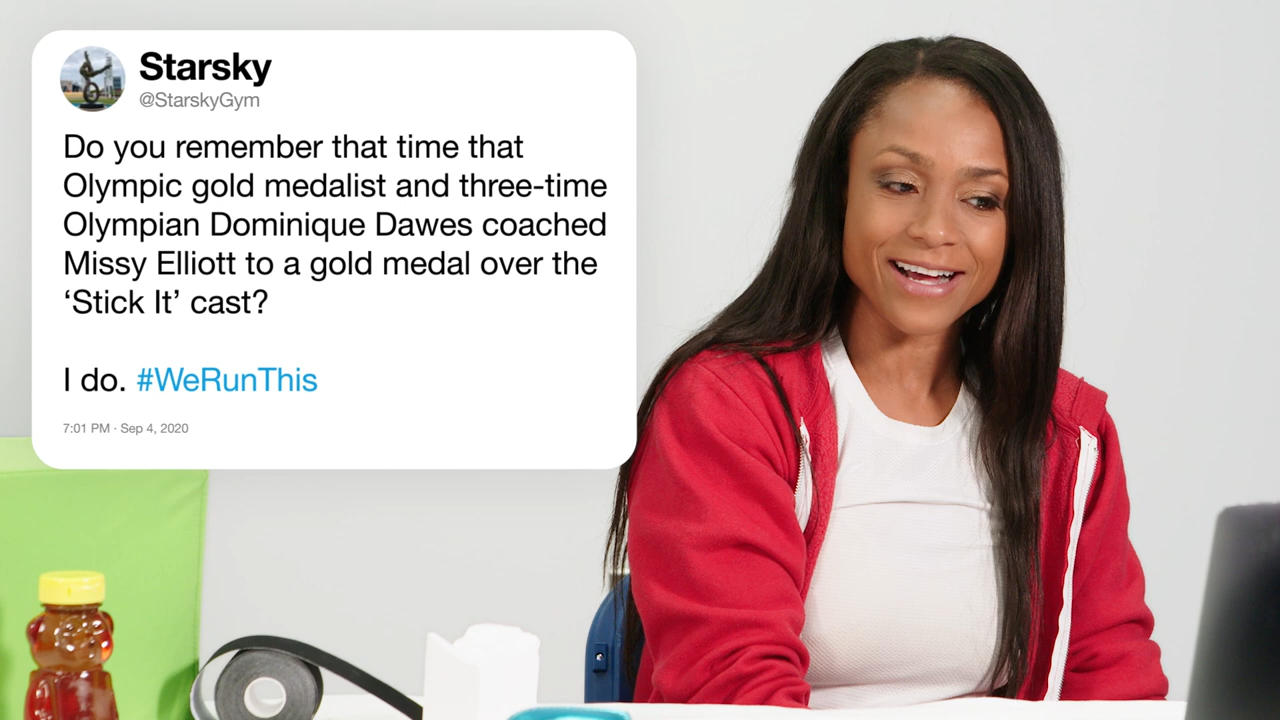 Starsky
@StarskyGym
Do you remember that time that
Olympic gold medalist and three-time
Olympian Dominique Dawes coached
Missy Elliott to a gold medal over the
‘Stick It’ cast?
I do. #WeRunThis
7:01 PM · Sep 4, 2020